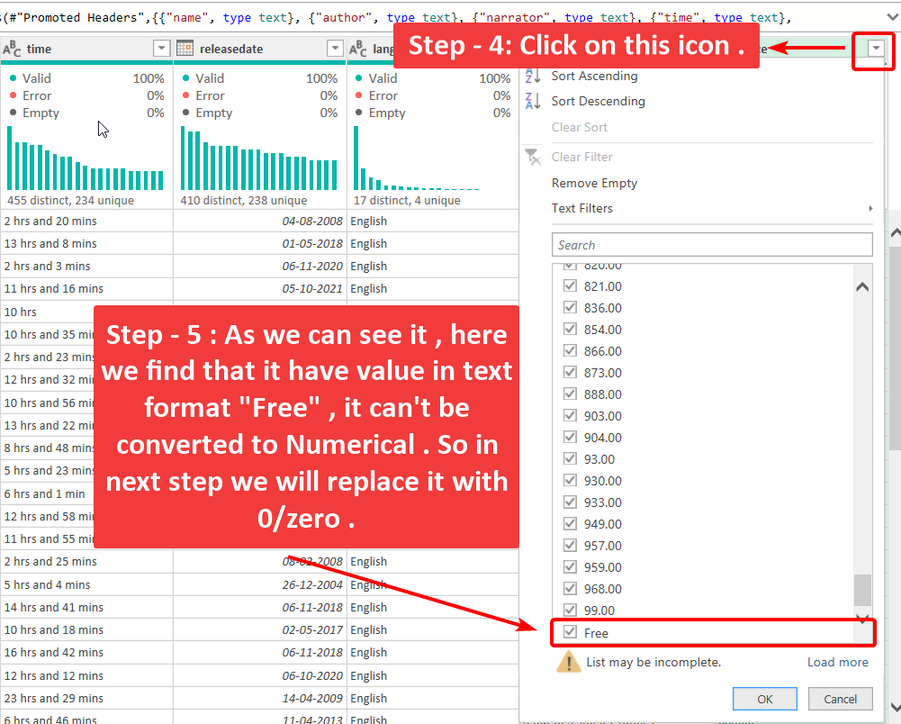 s(#"Promoted Headers",{{"name", type text}, {"author", type text}, {"narrator", type text}, {"time", type text},
Step - 4: Click on this icon .
ABC time
releasedate
ABC lang
ce
Valid 100%
Error 0%
Empty 0%
455 distinct, 234 unique
Valid 100%
Error 0%
Empty 0%
410 distinct, 238 unique
Valid 100%
Error 0%
Empty 0%
17 distinct, 4 unique
2 hrs and 20 mins 04-08-2008 English
13 hrs and 8 mins 01-05-2018 English
2 hrs and 3 mins 06-11-2020 English
11 hrs and 16 mins 05-10-2021 English
10 hrs
10 hrs and 35 mi
2 hrs and 23 mi
12 hrs and 32 mi
10 hrs and 56 mi
13 hrs and 22 mi
8 hrs and 48 mi
5 hrs and 23 mi
6 hrs and 1 min
12 hrs and 58 mi
11 hrs and 55 mi
Step - 5 : As we can see it , here
we find that it have value in text
format "Free" , it can't be
converted to Numerical . So in
next step we will replace it with
0/zero .
2 hrs and 25 mins 08-02-2008 English
5 hrs and 4 mins 26-12-2004 English
14 hrs and 41 mins 06-11-2018 English
10 hrs and 18 mins 02-05-2017 English
16 hrs and 42 mins 06-11-2018 English
12 hrs and 12 mins 06-10-2020 English
23 hrs and 29 mins 14-04-2009 English
6 hrs and 46 mins 11-04-2013 English
Sort Ascending
Sort Descending
Clear Sort
Clear Filter
Remove Empty
Text Filters
Search
820.00
821.00
836.00
854.00
866.00
873.00
888.00
903.00
904.00
93.00
930.00
933.00
949.00
957.00
959.00
968.00
99.00
Free
List may be incomplete. Load more
OK Cancel